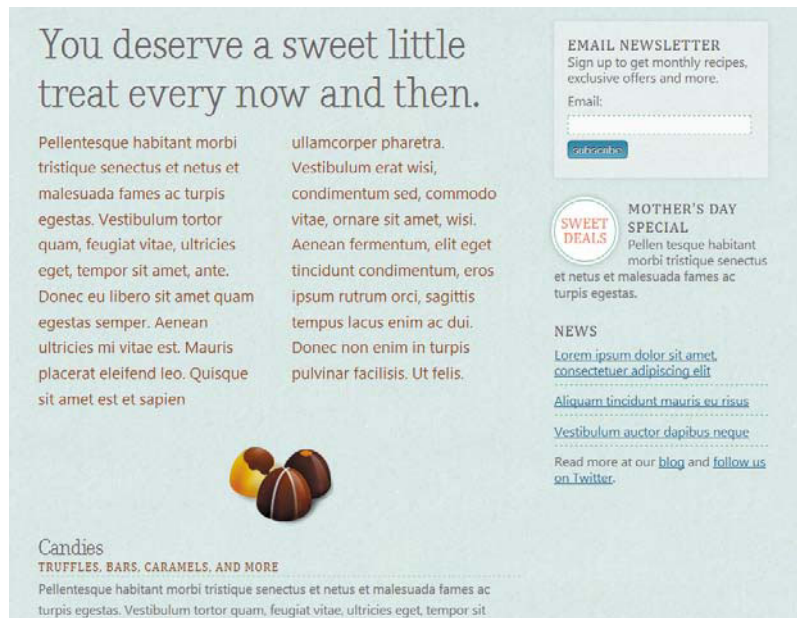 You deserve a sweet little
treat every now and then.
Pellentesque habitant morbi
tristique senectus et netus et
malesuada fames ac turpis
egestas. Vestibulum tortor
quam, feugiat vitae, ultricies
eget, tempor sit amet, ante.
Donec eu libero sit amet quam
egestas semper. Aenean
ultricies mi vitae est. Mauris
placerat eleifend leo. Quisque
sit amet est et sapien
ullamcorper pharetra.
Vestibulum erat wisi,
condimentum sed, commodo
vitae, ornare sit amet, wisi.
Aenean fermentum, elit eget
tincidunt condimentum, eros
ipsum rutrum orci, sagittis
tempus lacus enim ac dui.
Donec non enim in turpis
pulvinar facilisis. Ut felis.
Candies
TRUFFLES, BARS, CARAMELS, AND MORE
Pellentesque habitant morbi tristique senectus et netus et malesuada fames ac
turpis egestas. Vestibulum tortor quam, feugiat vitae, ultricies eget, tempor sit
EMAIL NEWSLETTER
Sign up to get monthly recipes,
exclusive offers and more.
Email:
subscribe
SWEET
DEALS
MOTHER'S DAY
SPECIAL
Pellen tesque habitant
morbi tristique senectus
et netus et malesuada fames ac
turpis egestas.
NEWS
Lorem ipsum dolor sit amet,
consectetuer adipiscing elit
Aliquam tincidunt mauris eu risus
Vestibulum auctor dapibus neque
Read more at our blog and follow us
on Twitter.